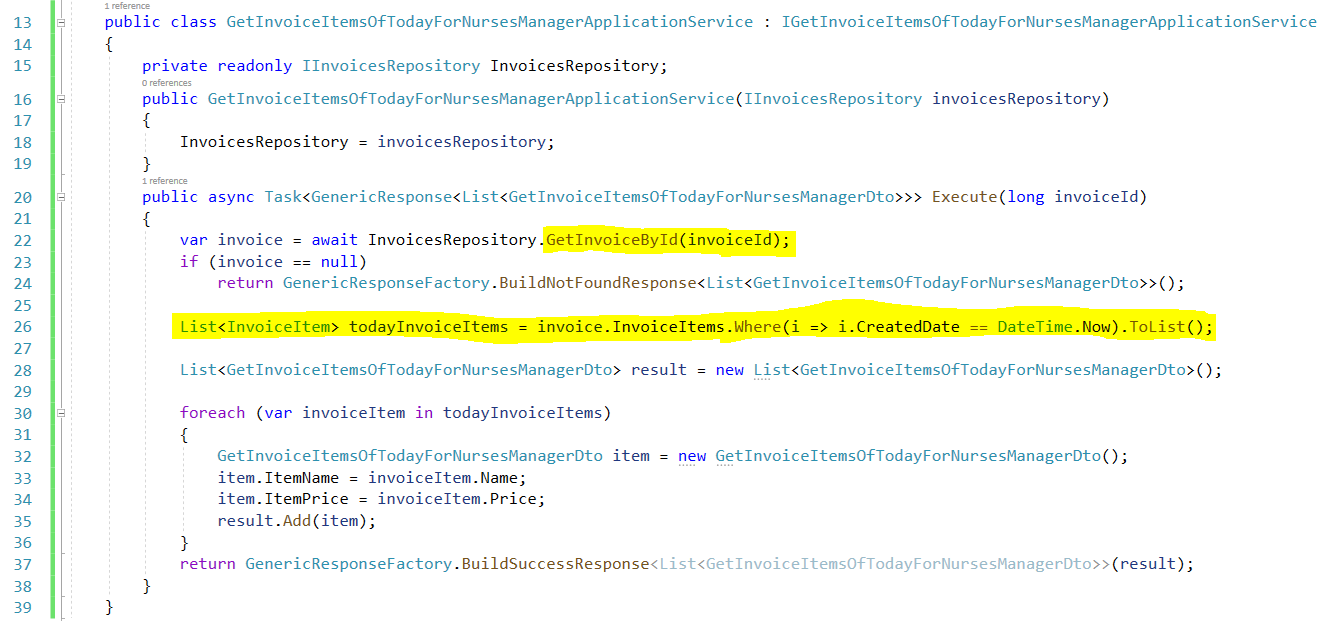 1 reference
13 public class GetInvoiceItemsOfTodayForNursesManagerApplicationService : IGetInvoiceItemsOfTodayForNursesManagerApplicationService
14 {
15 private readonly IInvoicesRepository InvoicesRepository;
0 references
16 public GetInvoiceItemsOfTodayForNursesManagerApplicationService(IInvoicesRepository invoicesRepository)
17 {
18 InvoicesRepository = invoicesRepository;
19 }
1 reference
20 public async Task<GenericResponse<List<GetInvoiceItemsOfTodayForNursesManagerDto>>> Execute(long invoiceId)
21 {
22 var invoice = await InvoicesRepository.GetInvoiceById(invoiceId);
23 if (invoice == null)
24 return GenericResponseFactory.BuildNotFoundResponse<List<GetInvoiceItemsOfTodayForNursesManagerDto>>();
25
26 List<InvoiceItem> todayInvoiceItems = invoice.InvoiceItems.Where(i => i.CreatedDate == DateTime.Now).ToList();
27
28 List<GetInvoiceItemsOfTodayForNursesManagerDto> result = new List<GetInvoiceItemsOfTodayForNursesManagerDto>();
29
30 foreach (var invoiceItem in todayInvoiceItems)
31 {
32 GetInvoiceItemsOfTodayForNursesManagerDto item = new GetInvoiceItemsOfTodayForNursesManagerDto();
33 item.ItemName = invoiceItem.Name;
34 item.ItemPrice = invoiceItem.Price;
35 result.Add(item);
36 }
37 return GenericResponseFactory.BuildSuccessResponse<List<GetInvoiceItemsOfTodayForNursesManagerDto>>(result);
38 }
39 }